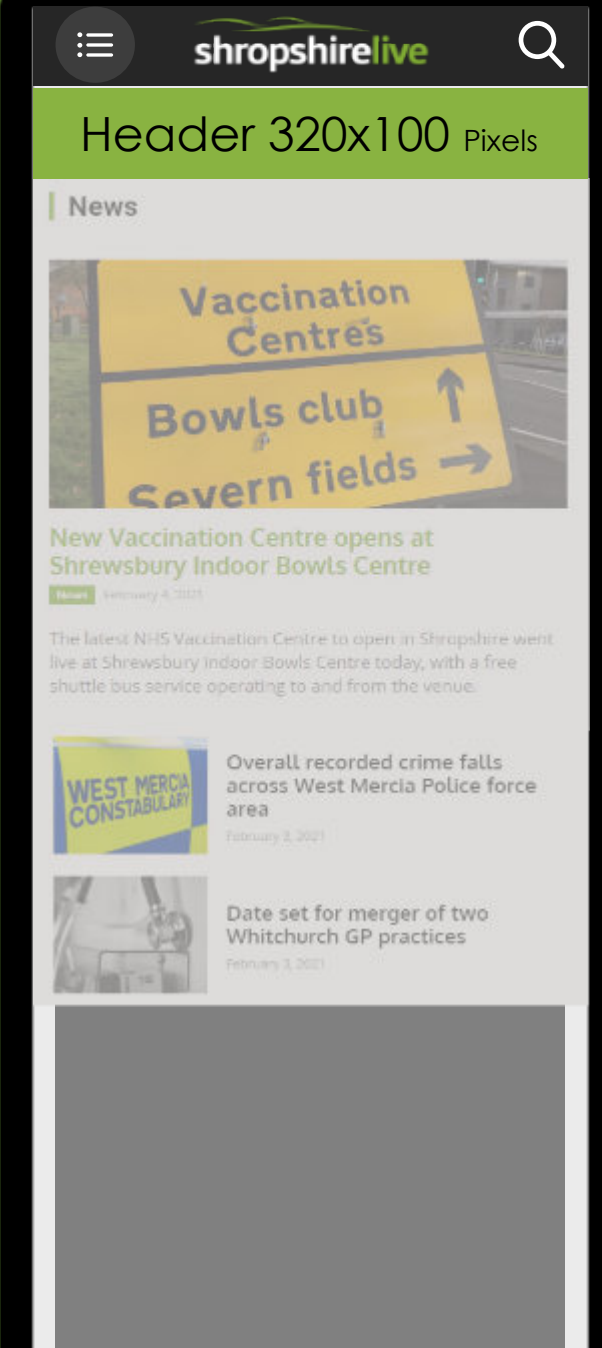 shropshirelive
Header 320x100 Pixels
News
Vaccination
Centres
Bowls club
Severn fields
New Vaccination Centre opens at
Shrewsbury Indoor Bowls Centre
News February 4, 2021
The latest NHS Vaccination Centre to open in Shropshire went
live at Shrewsbury Indoor Bowls Centre today, with a free
shuttle bus service operating to and from the venue.
WEST MERCIA
CONSTABULARY
Overall recorded crime falls
across West Mercia Police force
area
February 3, 2021
Date set for merger of two
Whitchurch GP practices
February 3, 2021